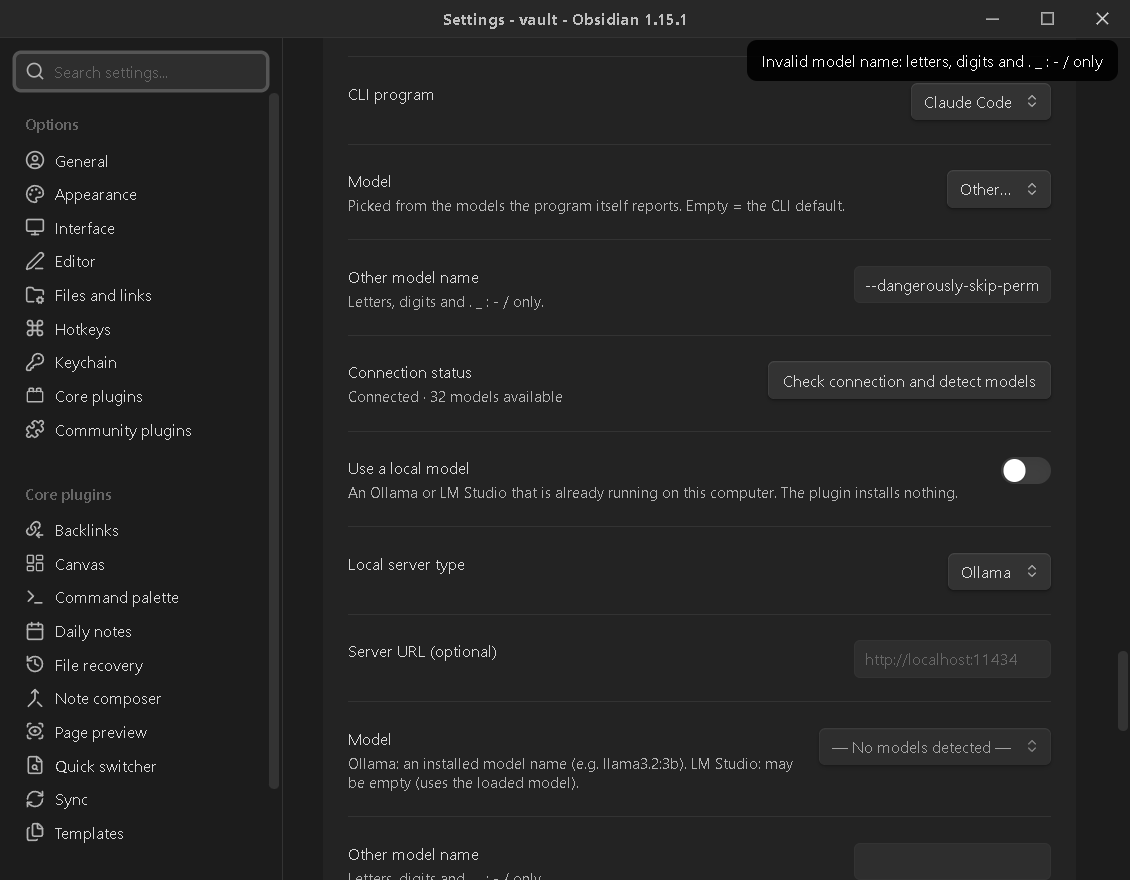 Settings - vault - Obsidian 1.15.1
Search settings...
Options
General
Appearance
Interface
Editor
Files and links
Hotkeys
Keychain
Core plugins
Community plugins
Core plugins
Backlinks
Canvas
Command palette
Daily notes
File recovery
Note composer
Page preview
Quick switcher
Sync
Templates
Invalid model name: letters, digits and . _ : - / only
CLI program
Claude Code
Model
Picked from the models the program itself reports. Empty = the CLI default.
Other...
Other model name
Letters, digits and . _ : - / only.
--dangerously-skip-perm
Connection status
Connected · 32 models available
Check connection and detect models
Use a local model
An Ollama or LM Studio that is already running on this computer. The plugin installs nothing.
Local server type
Ollama
Server URL (optional)
http://localhost:11434
Model
Ollama: an installed model name (e.g. llama3.2:3b). LM Studio: may
be empty (uses the loaded model).
— No models detected —
Other model name
Letters, digits and . _ : - / only.